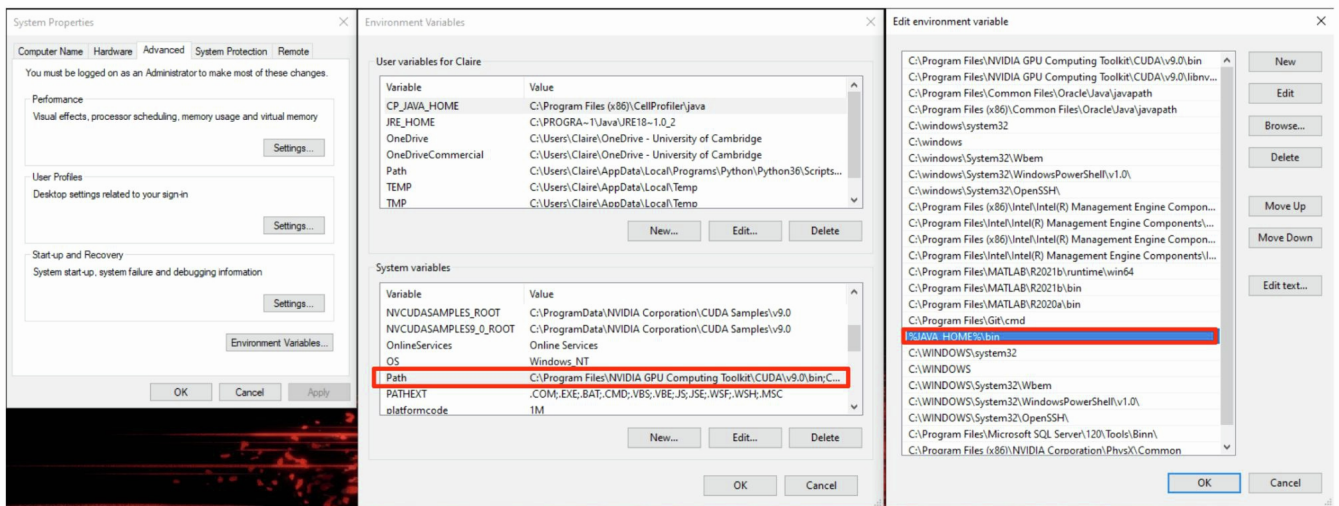 System Properties
Computer Name Hardware Advanced System Protection Remote
You must be logged on as an Administrator to make most of these changes.
Performance
Visual effects, processor scheduling, memory usage and virtual memory
Settings...
User Profiles
Desktop settings related to your sign-in
Settings...
Start-up and Recovery
System start-up, system failure and debugging information
Settings...
Environment Variables...
OK Cancel Apply
Environment Variables
User variables for Claire
Variable Value
CP_JAVA_HOME C:\Program Files (x86)\CellProfiler\java
JRE_HOME C:\PROGRA~1\Java\JRE18~1.0_2
OneDrive C:\Users\Claire\OneDrive - University of Cambridge
OneDriveCommercial C:\Users\Claire\OneDrive - University of Cambridge
Path C:\Users\Claire\AppData\Local\Programs\Python\Python36\Scripts...
TEMP C:\Users\Claire\AppData\Local\Temp
TMP C:\Users\Claire\AppData\Local\Temp
New... Edit... Delete
System variables
Variable Value
NVCUDASAMPLES_ROOT C:\ProgramData\NVIDIA Corporation\CUDA Samples\v9.0
NVCUDASAMPLES9_0_ROOT C:\ProgramData\NVIDIA Corporation\CUDA Samples\v9.0
OnlineServices Online Services
OS Windows_NT
Path C:\Program Files\NVIDIA GPU Computing Toolkit\CUDA\v9.0\bin;C...
PATHEXT .COM;.EXE;.BAT;.CMD;.VBS;.VBE;.JS;.JSE;.WSF;.WSH;.MSC
platformcode 1M
New... Edit... Delete
OK Cancel
Edit environment variable
C:\Program Files\NVIDIA GPU Computing Toolkit\CUDA\v9.0\bin
C:\Program Files\NVIDIA GPU Computing Toolkit\CUDA\v9.0\libnv...
C:\Program Files\Common Files\Oracle\Java\javapath
C:\Program Files (x86)\Common Files\Oracle\Java\javapath
C:\windows\system32
C:\windows
C:\windows\System32\Wbem
C:\windows\System32\WindowsPowerShell\v1.0\
C:\windows\System32\OpenSSH\
C:\Program Files (x86)\Intel\Intel(R) Management Engine Compon...
C:\Program Files\Intel\Intel(R) Management Engine Components\...
C:\Program Files (x86)\Intel\Intel(R) Management Engine Compon...
C:\Program Files\Intel\Intel(R) Management Engine Components\I...
C:\Program Files\MATLAB\R2021b\runtime\win64
C:\Program Files\MATLAB\R2021b\bin
C:\Program Files\MATLAB\R2020a\bin
C:\Program Files\Git\cmd
%JAVA_HOME%\bin
C:\WINDOWS\system32
C:\WINDOWS
C:\WINDOWS\System32\Wbem
C:\WINDOWS\System32\WindowsPowerShell\v1.0\
C:\WINDOWS\System32\OpenSSH\
C:\Program Files\Microsoft SQL Server\120\Tools\Binn\
C:\Program Files (x86)\NVIDIA Corporation\PhysX\Common
New
Edit
Browse...
Delete
Move Up
Move Down
Edit text...
OK Cancel